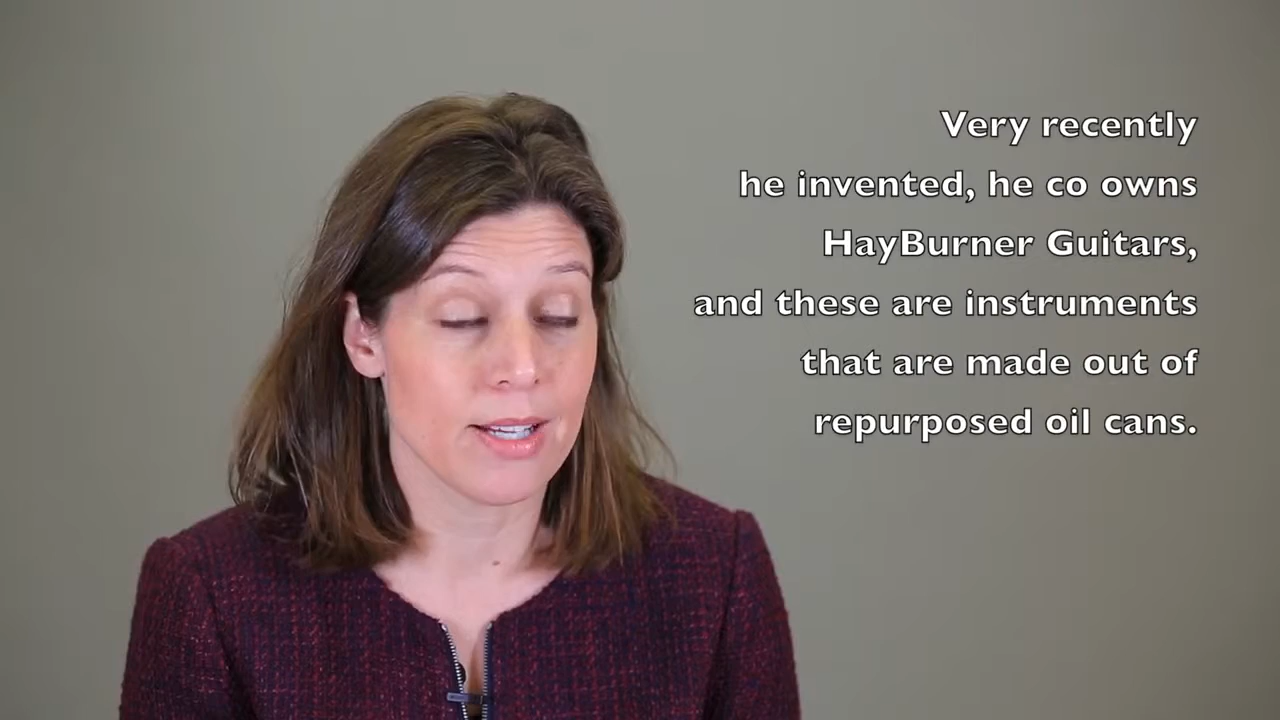 Very recently
he invented, he co owns
HayBurner Guitars,
and these are instruments
that are made out of
repurposed oil cans.